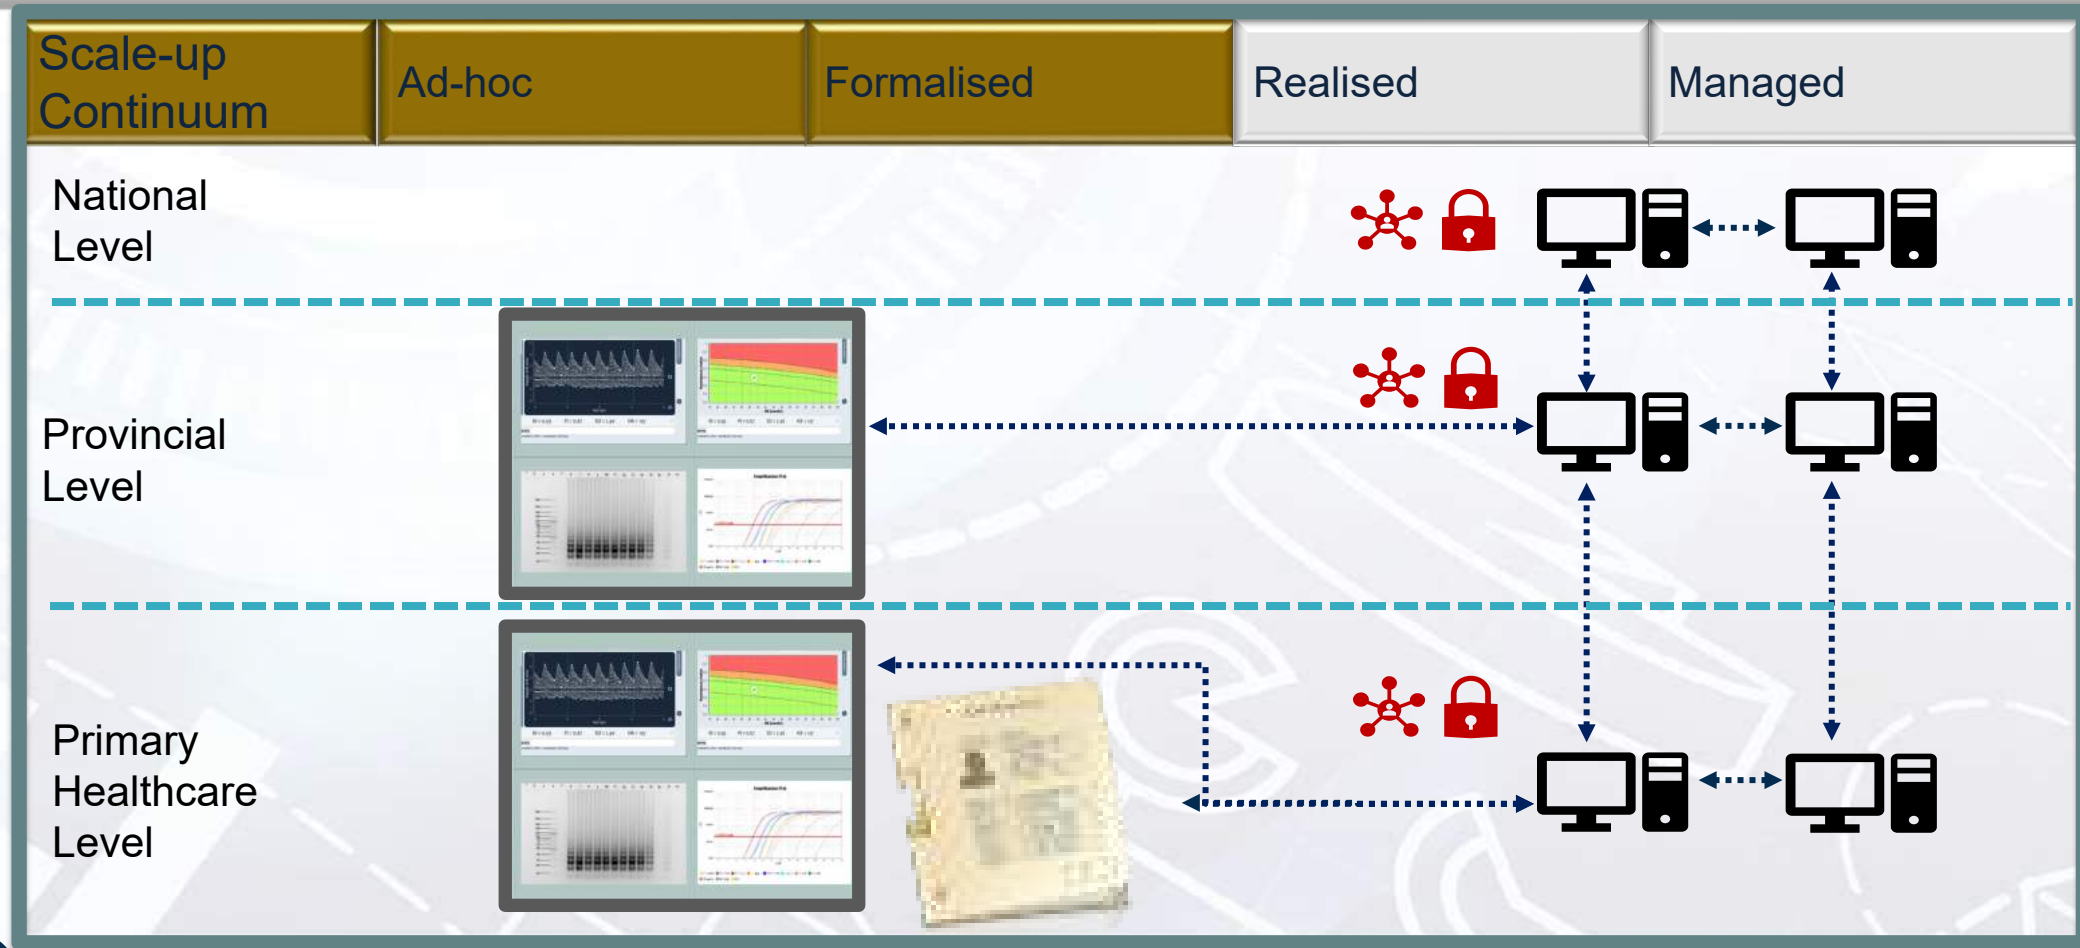 Scale-up
Continuum
Ad-hoc
Formalised
Realised
Managed
National
Level
Provincial
Level
Primary
Healthcare
Level